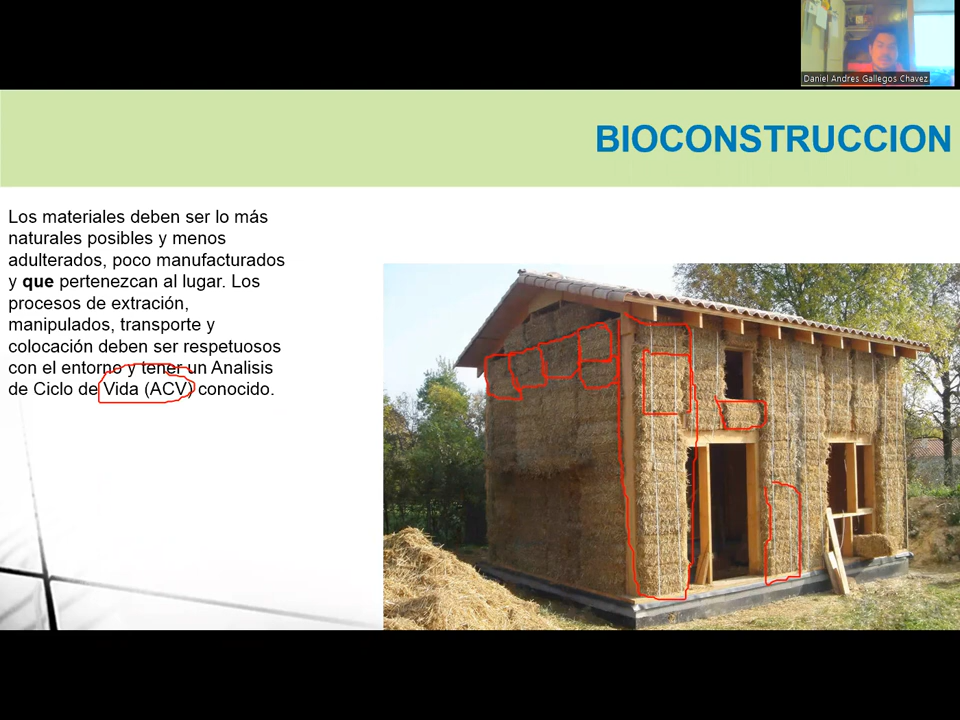 Daniel Andres Gallegos Chavez
BIOCONSTRUCCION
Los materiales deben ser lo más
naturales posibles y menos
adulterados, poco manufacturados
y que pertenezcan al lugar. Los
procesos de extracción,
manipulados, transporte y
colocación deben ser respetuosos
con el entorno y tener un Analisis
de Ciclo de Vida (ACV) conocido.